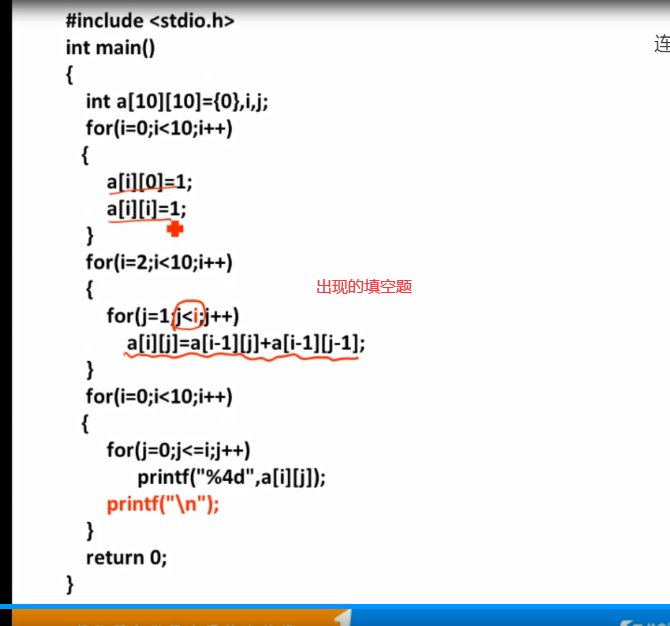 #include <stdio.h>
连
int main()
{
int a[10][10]={0},i,j;
for(i=0;i<10;i++)
{
a[i][0]=1;
a[i][i]=1;
}
for(i=2;i<10;i++)
{
出现的填空题
for(j=1;j<i;j++)
a[i][j]=a[i-1][j]+a[i-1][j-1];
}
for(i=0;i<10;i++)
{
for(j=0;j<=i;j++)
printf("%4d",a[i][j]);
printf("\n");
}
return 0;
}